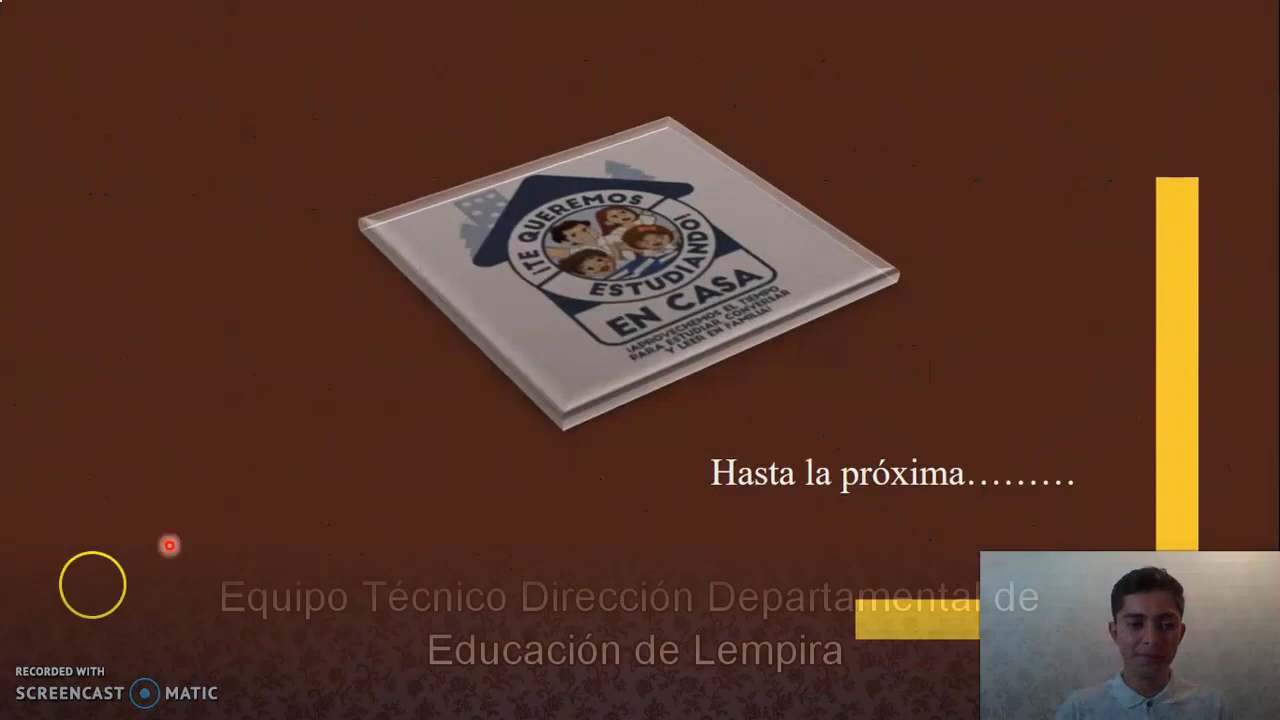 ¡TE QUEREMOS
ESTUDIANDO!
EN CASA
¡APROVECHEMOS EL TIEMPO
PARA ESTUDIAR, CONVERSAR
Y LEER EN FAMILIA!
Hasta la próxima.........
Equipo Técnico Dirección Departamental de
Educación de Lempira
RECORDED WITH
SCREENCAST MATIC